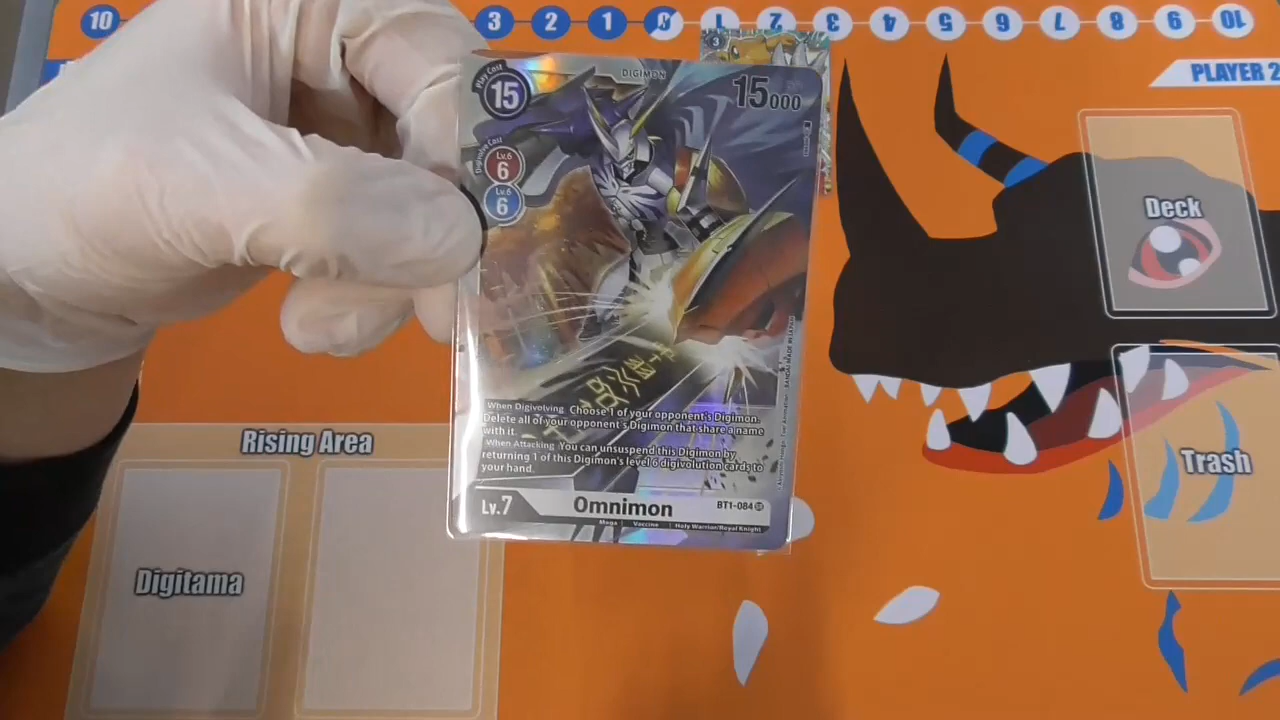 10
3
2
1
0
1
2
3
4
5
6
7
8
9
10
PLAYER 2
3
Play Cost
15
DIGIMON
15000
Digivolve Cost
Lv.6
6
Lv.6
6
Deck
When Digivolving Choose 1 of your opponent's Digimon.
Delete all of your opponent's Digimon that share a name
with it.
When Attacking You can unsuspend this Digimon by
returning 1 of this Digimon's level 6 digivolution cards to
your hand.
Lv.7
Omnimon
BT1-084 SR
Mega | Vaccine | Holy Warrior/Royal Knight
Rising Area
Digitama
Trash